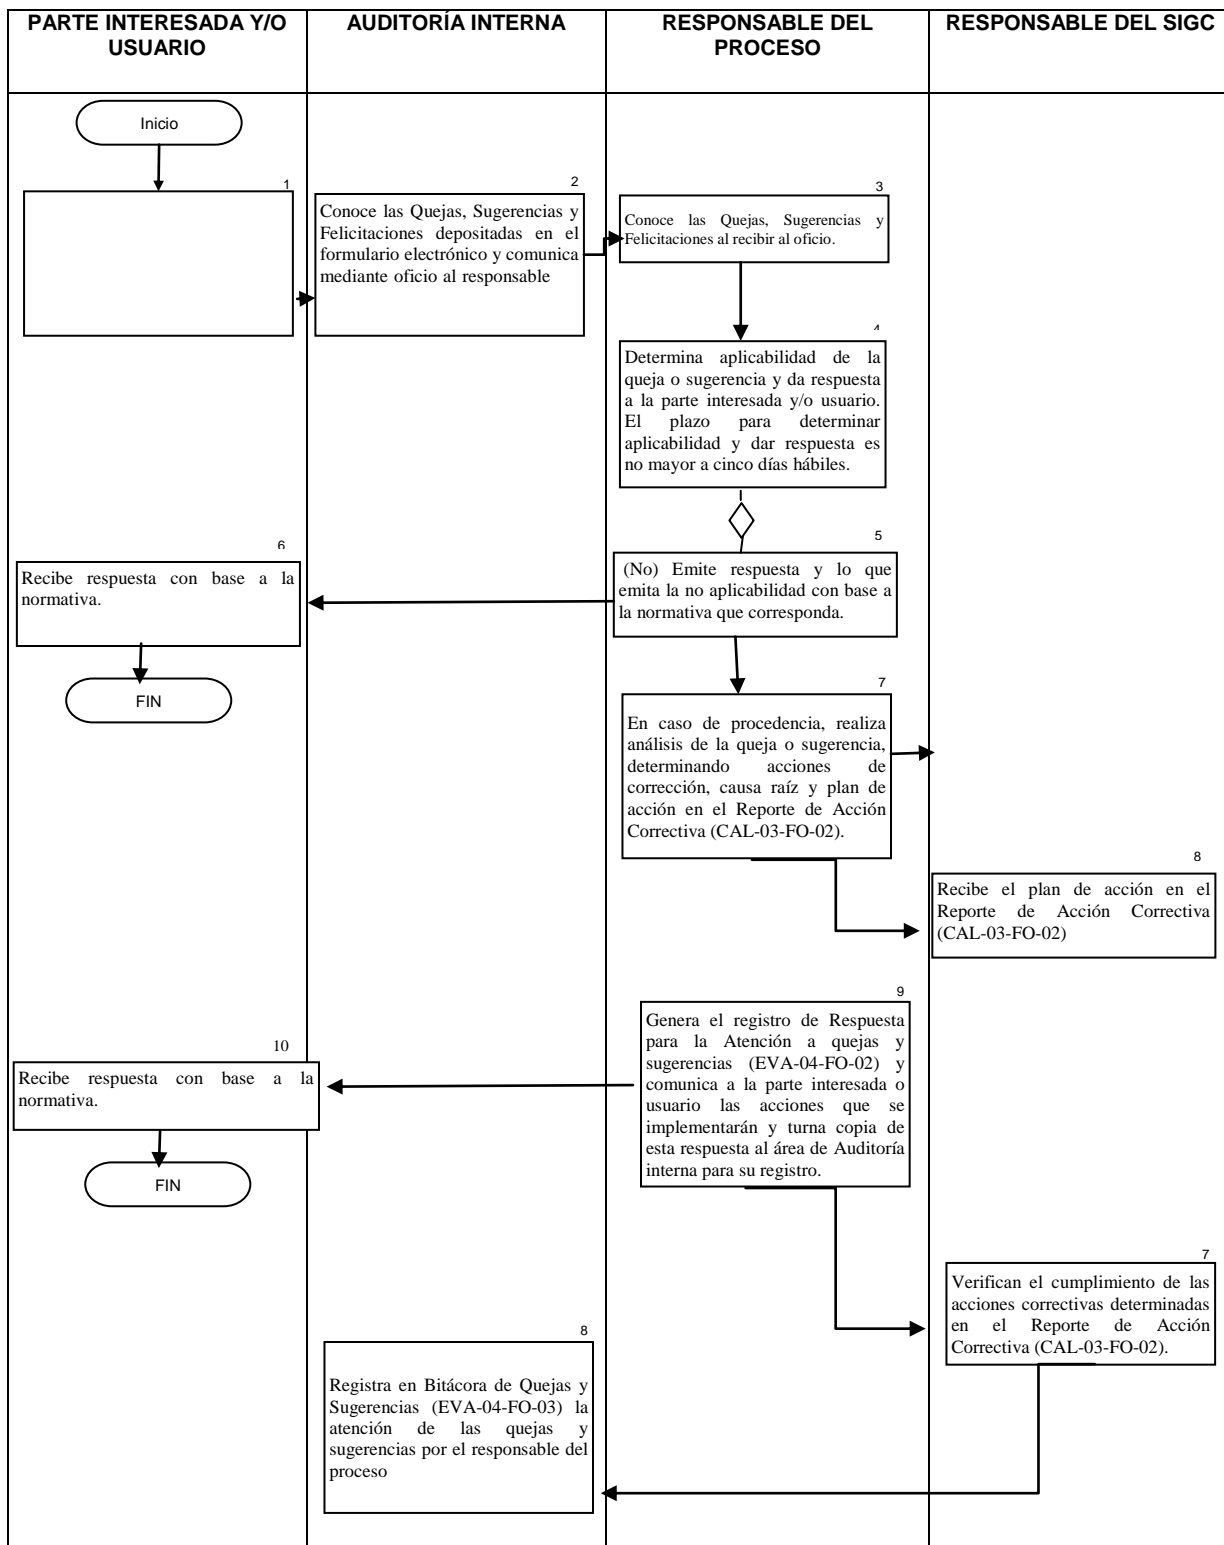 PARTE INTERESADA Y/O
USUARIO
AUDITORÍA INTERNA
RESPONSABLE DEL
PROCESO
RESPONSABLE DEL SIGC
Inicio
1
2
Conoce las Quejas, Sugerencias y
Felicitaciones depositadas en el
formulario electrónico y comunica
mediante oficio al responsable
3
Conoce las Quejas, Sugerencias y
Felicitaciones al recibir al oficio.
4
Determina aplicabilidad de la
queja o sugerencia y da respuesta
a la parte interesada y/o usuario.
El plazo para determinar
aplicabilidad y dar respuesta es
no mayor a cinco días hábiles.
5
(No) Emite respuesta y lo que
emita la no aplicabilidad con base a
la normativa que corresponda.
6
Recibe respuesta con base a la
normativa.
FIN
7
En caso de procedencia, realiza
análisis de la queja o sugerencia,
determinando acciones de
corrección, causa raíz y plan de
acción en el Reporte de Acción
Correctiva (CAL-03-FO-02).
8
Recibe el plan de acción en el
Reporte de Acción Correctiva
(CAL-03-FO-02)
9
Genera el registro de Respuesta
para la Atención a quejas y
sugerencias (EVA-04-FO-02) y
comunica a la parte interesada o
usuario las acciones que se
implementarán y turna copia de
esta respuesta al área de Auditoría
interna para su registro.
10
Recibe respuesta con base a la
normativa.
FIN
7
Verifican el cumplimiento de las
acciones correctivas determinadas
en el Reporte de Acción
Correctiva (CAL-03-FO-02).
8
Registra en Bitácora de Quejas y
Sugerencias (EVA-04-FO-03) la
atención de las quejas y
sugerencias por el responsable del
proceso